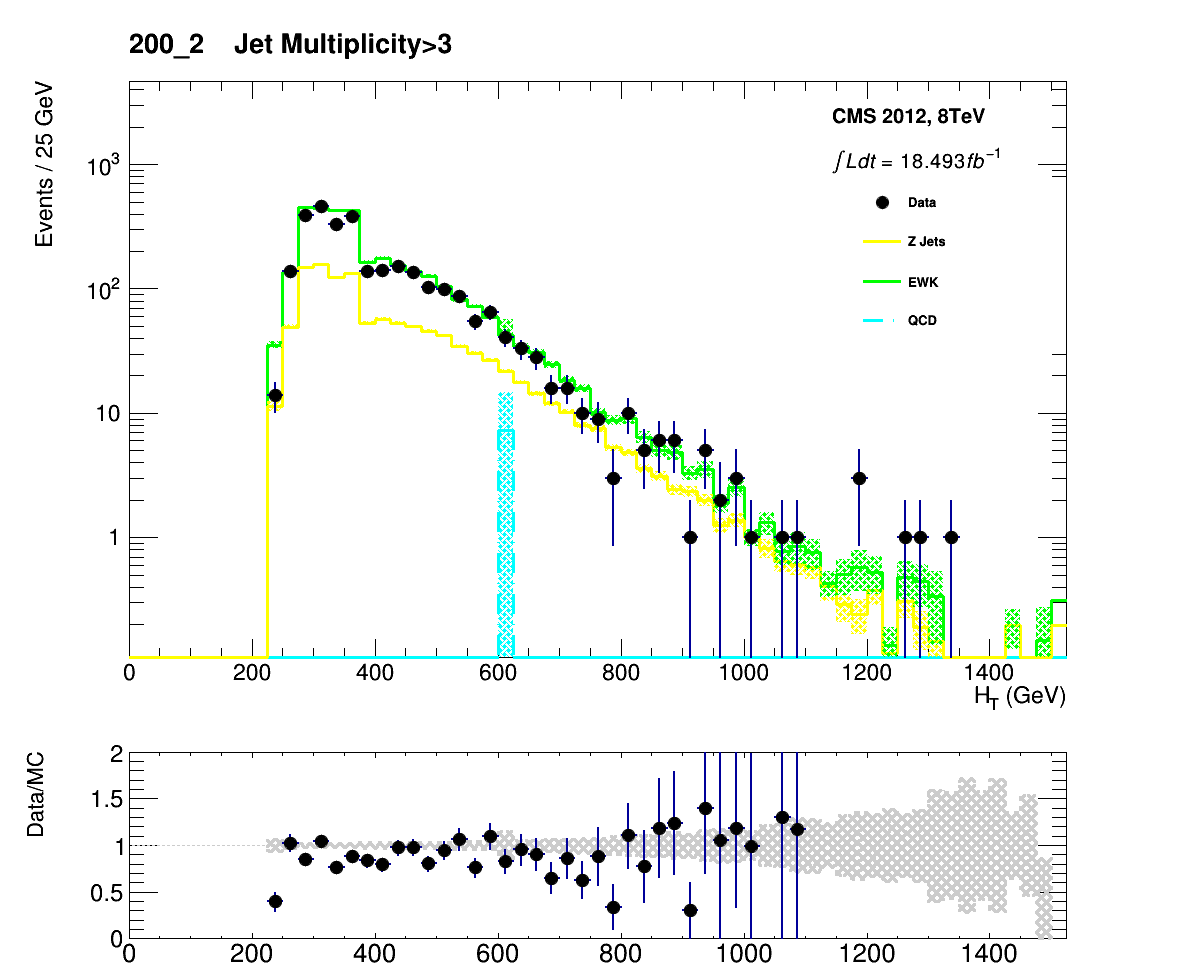 200_2 Jet Multiplicity>3
Events / 25 GeV
10³
10²
10
1
CMS 2012, 8TeV
∫Ldt = 18.493fb⁻¹
Data
Z Jets
EWK
QCD
0 200 400 600 800 1000 1200 1400
H_T (GeV)
Data/MC
2
1.5
1
0.5
0
0 200 400 600 800 1000 1200 1400